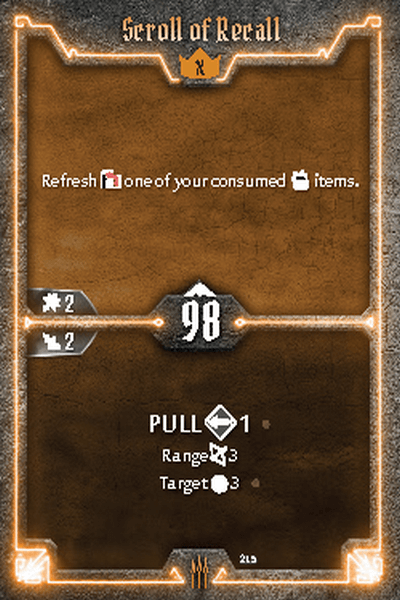 Scroll of Recall
X
Refresh one of your consumed items.
2
98
2
PULL 1
Range 3
Target 3
215